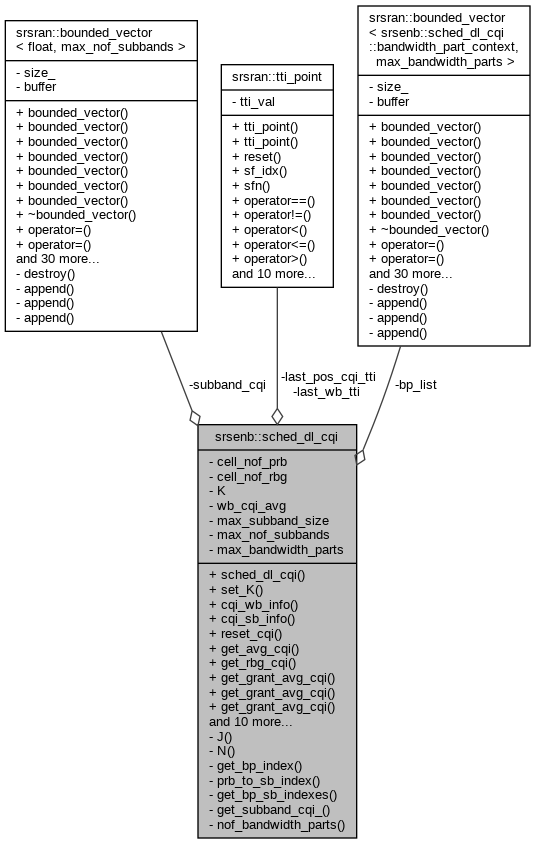 srsran::bounded_vector
< float, max_nof_subbands >
- size_
- buffer
+ bounded_vector()
+ bounded_vector()
+ bounded_vector()
+ bounded_vector()
+ bounded_vector()
+ bounded_vector()
+ bounded_vector()
+ ~bounded_vector()
+ operator=()
+ operator=()
and 30 more...
- destroy()
- append()
- append()
- append()
srsran::tti_point
- tti_val
+ tti_point()
+ tti_point()
+ reset()
+ sf_idx()
+ sfn()
+ operator==()
+ operator!=()
+ operator<()
+ operator<=()
+ operator>()
and 10 more...
srsran::bounded_vector
< srsenb::sched_dl_cqi
::bandwidth_part_context,
max_bandwidth_parts >
- size_
- buffer
+ bounded_vector()
+ bounded_vector()
+ bounded_vector()
+ bounded_vector()
+ bounded_vector()
+ bounded_vector()
+ bounded_vector()
+ ~bounded_vector()
+ operator=()
+ operator=()
and 30 more...
- destroy()
- append()
- append()
- append()
-subband_cqi
-last_pos_cqi_tti
-last_wb_tti
-bp_list
srsenb::sched_dl_cqi
- cell_nof_prb
- cell_nof_rbg
- K
- wb_cqi_avg
- max_subband_size
- max_nof_subbands
- max_bandwidth_parts
+ sched_dl_cqi()
+ set_K()
+ cqi_wb_info()
+ cqi_sb_info()
+ reset_cqi()
+ get_avg_cqi()
+ get_rbg_cqi()
+ get_grant_avg_cqi()
+ get_grant_avg_cqi()
+ get_grant_avg_cqi()
and 10 more...
- J()
- N()
- get_bp_index()
- prb_to_sb_index()
- get_bp_sb_indexes()
- get_subband_cqi_()
- nof_bandwidth_parts()